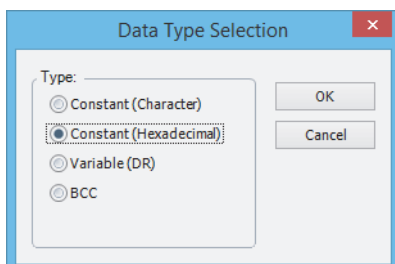 Data Type Selection
Type:
Constant (Character)
Constant (Hexadecimal)
Variable (DR)
BCC
OK
Cancel